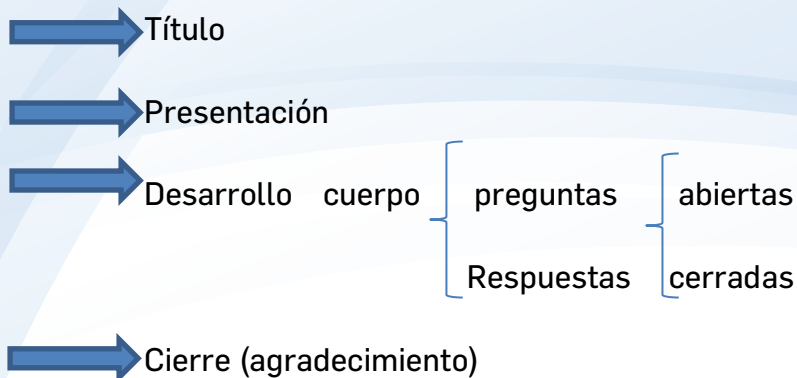 Título
Presentación
Desarrollo cuerpo preguntas abiertas
Respuestas cerradas
Cierre (agradecimiento)